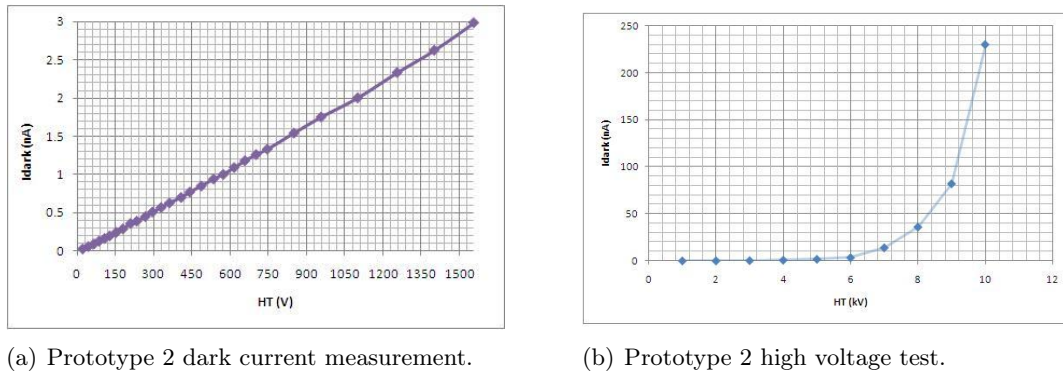 3
2.5
2
1.5
1
0.5
0
Idark (nA)
0 150 300 450 600 750 900 1050 1200 1350 1500
HT (V)
250
200
150
100
50
0
Idark (nA)
0 2 4 6 8 10 12
HT (kV)
(a) Prototype 2 dark current measurement.
(b) Prototype 2 high voltage test.